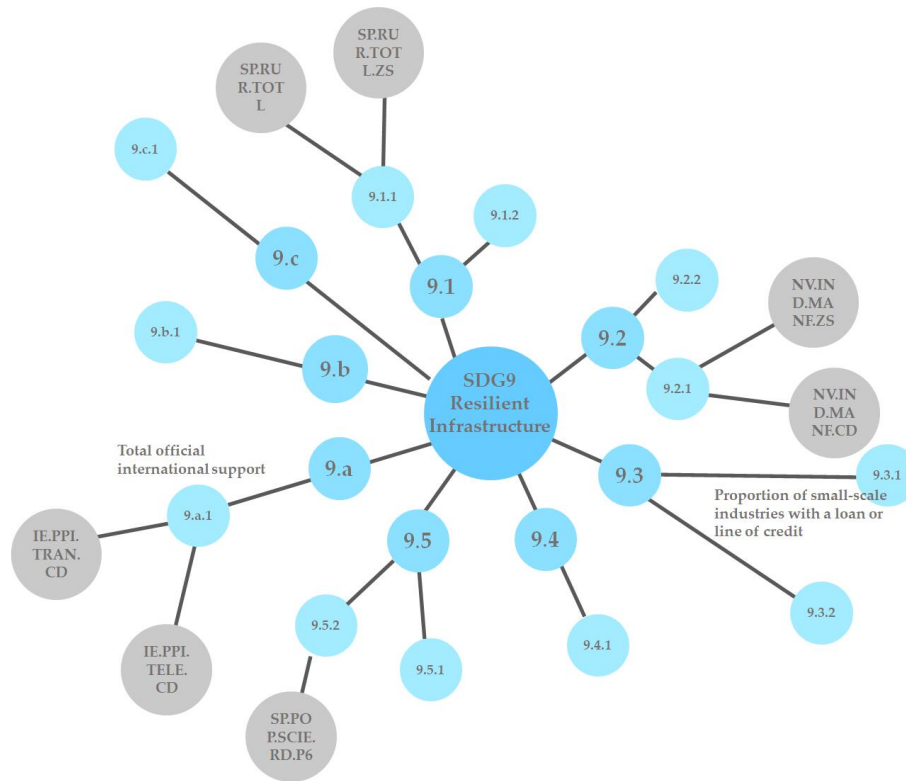 SP.RU
R.TOT
L.ZS
SP.RU
R.TOT
L
9.c.1
9.1.1
9.1.2
9.c
9.1
9.2.2
NV.IN
D.MA
NF.ZS
9.b.1
9.b
9.2
9.2.1
NV.IN
D.MA
NF.CD
SDG9
Resilient
Infrastructure
Total official
international support
9.a
9.3
9.3.1
Proportion of small-scale
industries with a loan or
line of credit
9.a.1
IE.PPI.
TRAN.
CD
9.5
9.4
9.3.2
9.5.2
9.4.1
IE.PPI.
TELE.
CD
9.5.1
SP.PO
P.SCIE.
RD.P6